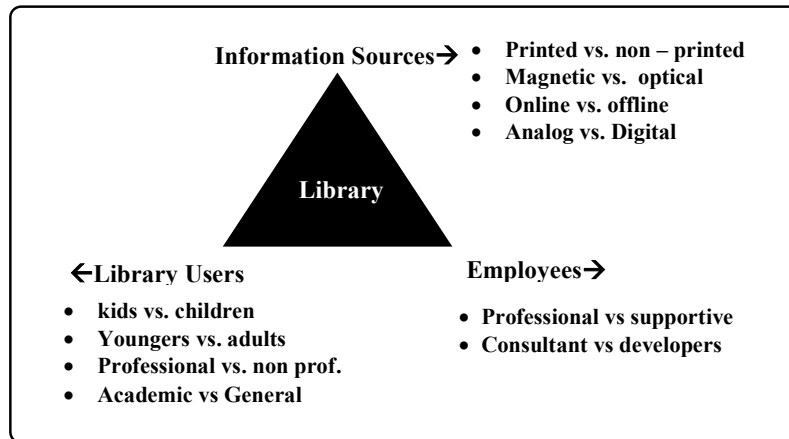 Information Sources→
• Printed vs. non – printed
• Magnetic vs. optical
• Online vs. offline
• Analog vs. Digital
Library
←Library Users
• kids vs. children
• Youngers vs. adults
• Professional vs. non prof.
• Academic vs General
Employees→
• Professional vs supportive
• Consultant vs developers